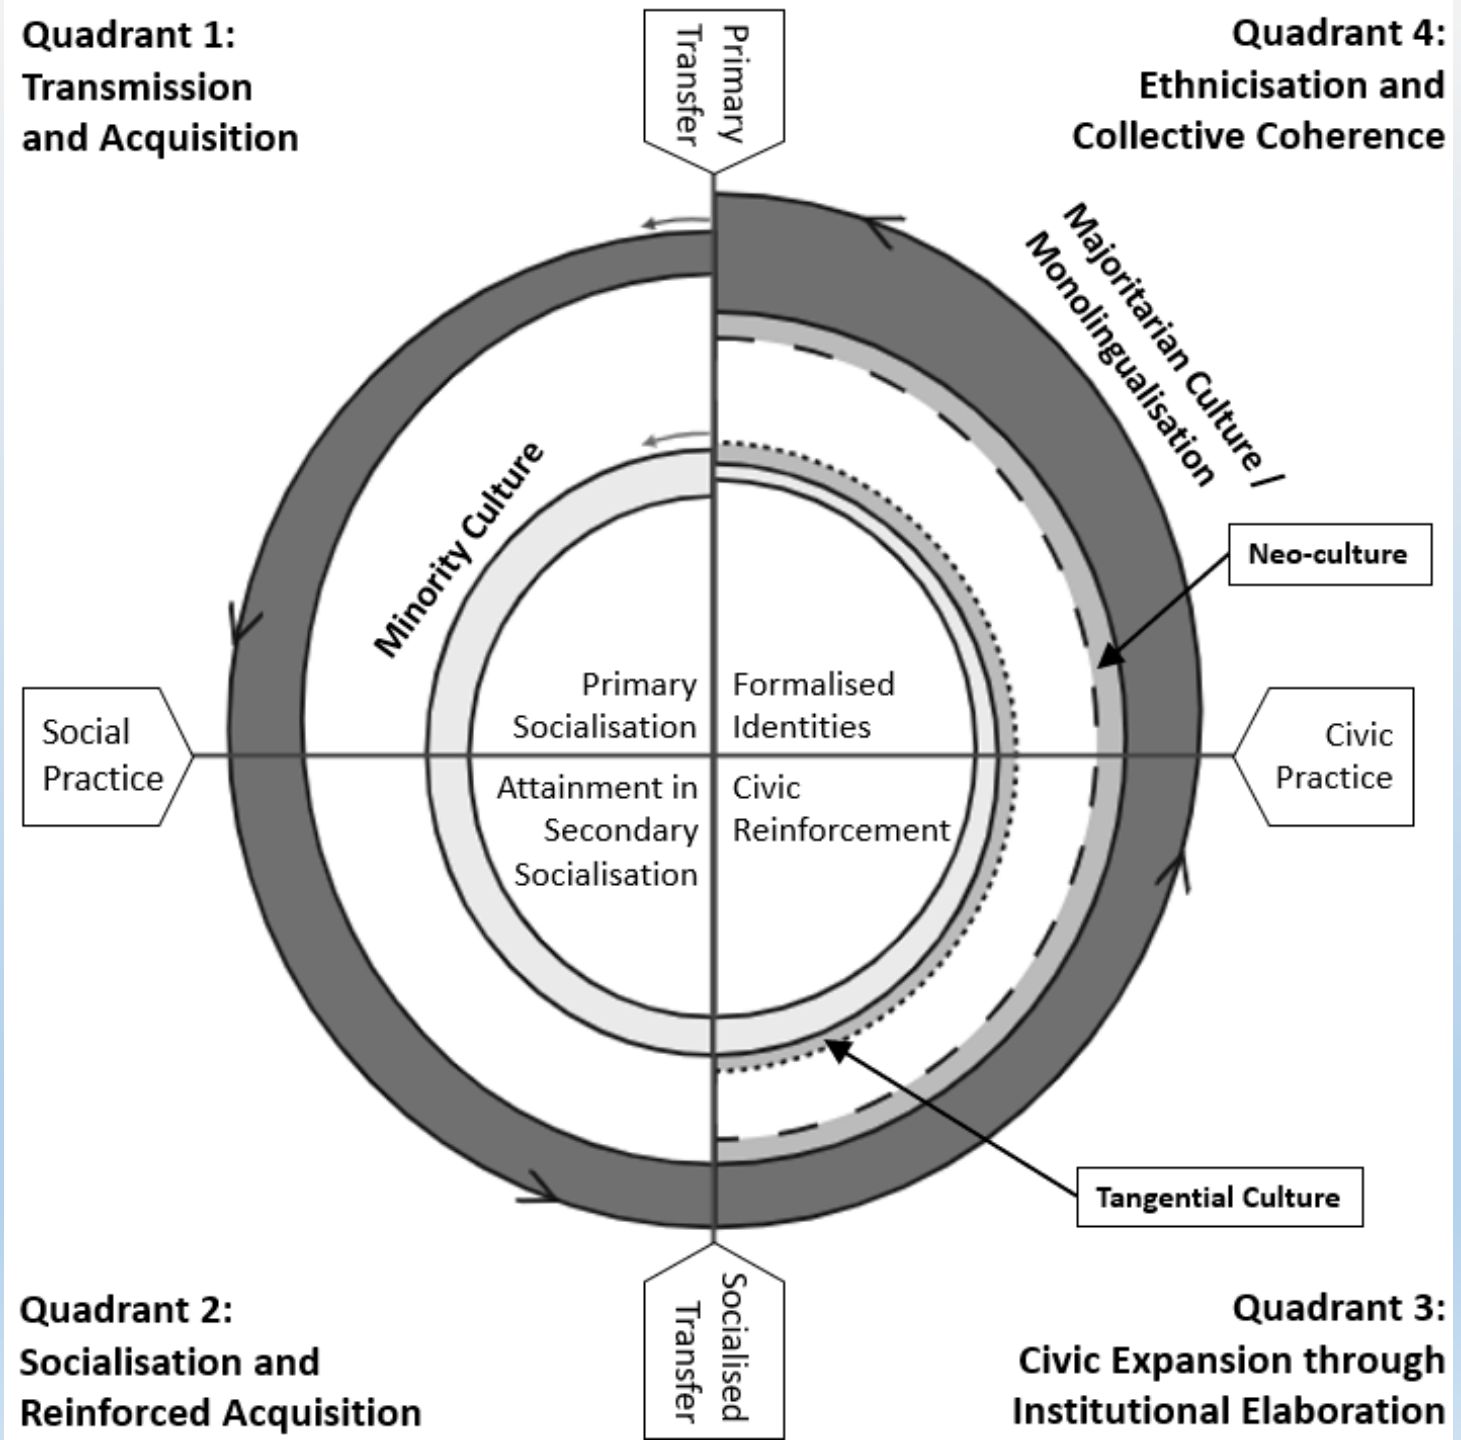 Quadrant 1:
Transmission
and Acquisition
Primary
Transfer
Quadrant 4:
Ethnicisation and
Collective Coherence
Majoritarian Culture /
Monolingualisation
Minority Culture
Neo-culture
Primary
Socialisation
Formalised
Identities
Social
Practice
Civic
Practice
Attainment in
Secondary
Socialisation
Civic
Reinforcement
Tangential Culture
Quadrant 2:
Socialisation and
Reinforced Acquisition
Socialised
Transfer
Quadrant 3:
Civic Expansion through
Institutional Elaboration